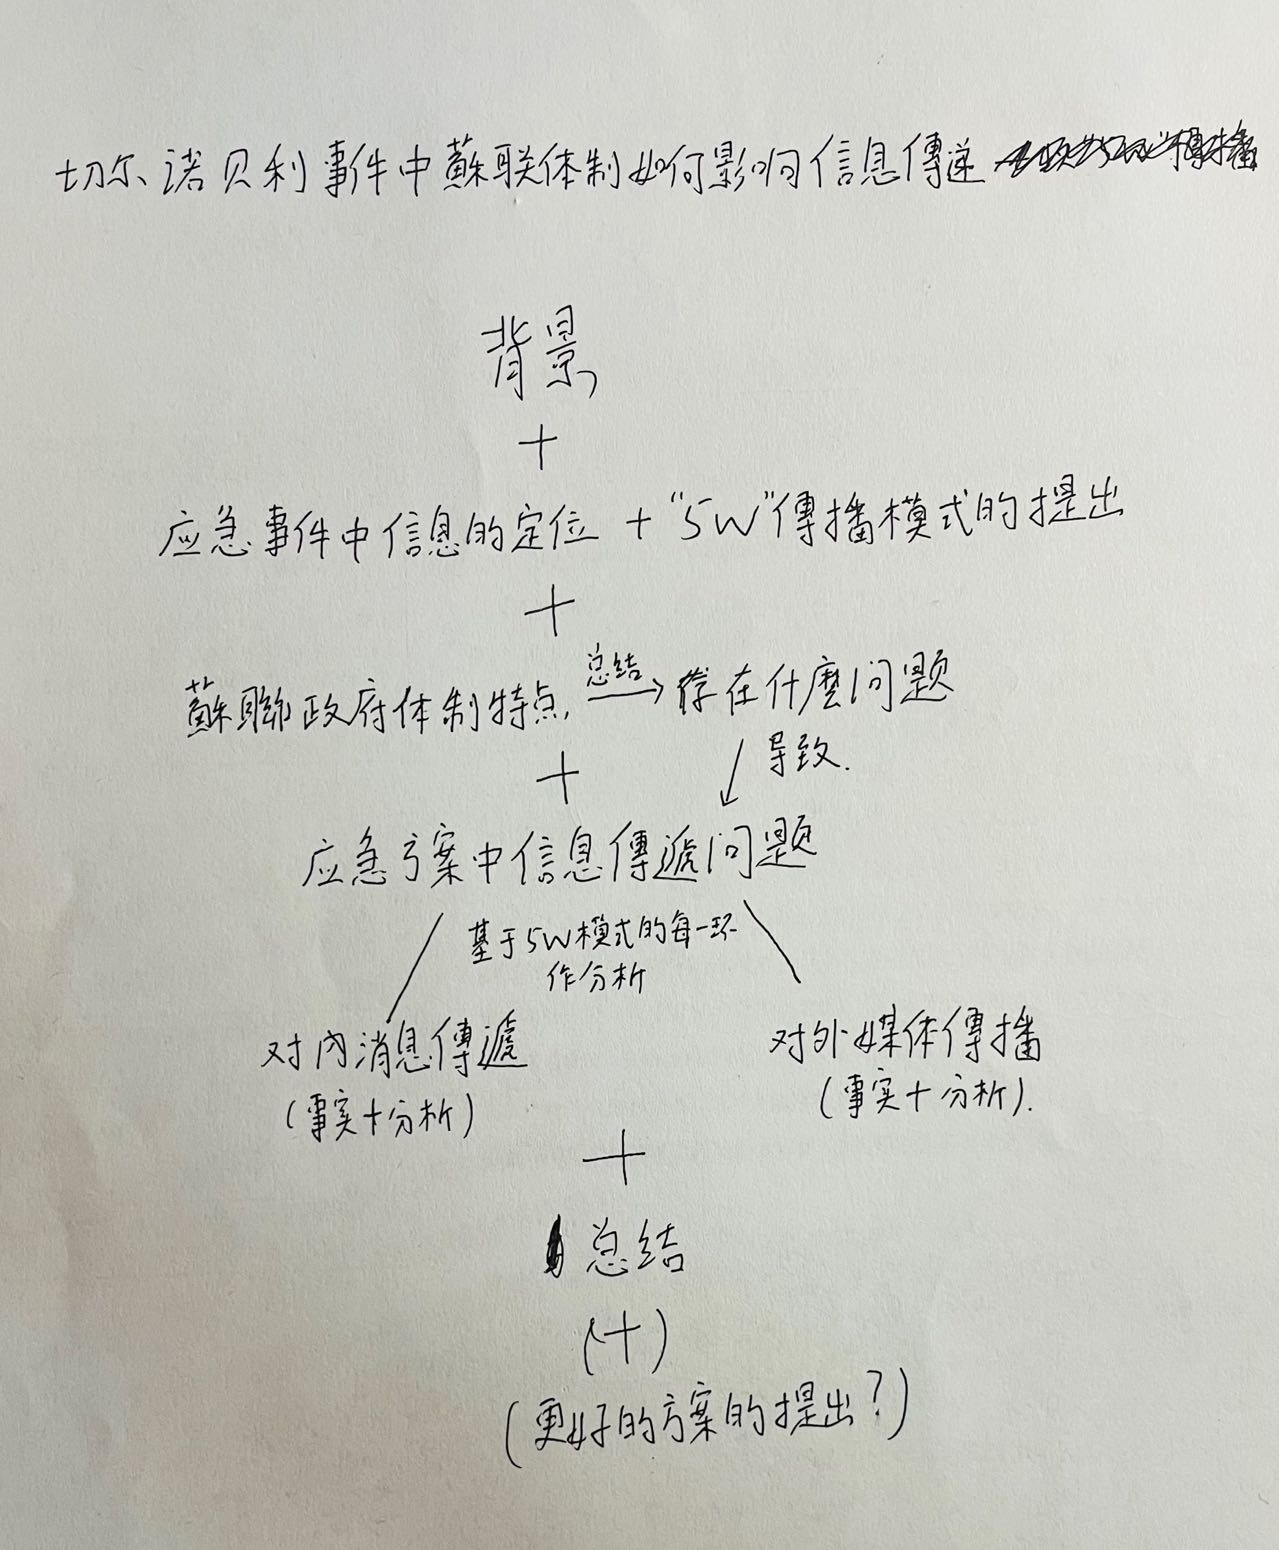 切尔诺贝利事件中蘇联体制如何影响信息傳递
背景
+
应急事件中信息的定位 + “5W”傳播模式的提出
+
蘇聯政府体制特点, 总结 → 存在什麼问题
+
导致.
应急方案中信息傳遞问题
基于5W模式的每一环
作分析
对内消息傳遞
对外媒体傳播
(事实+分析)
(事实+分析).
+
总结
(+)
(更好的方案的提出?)